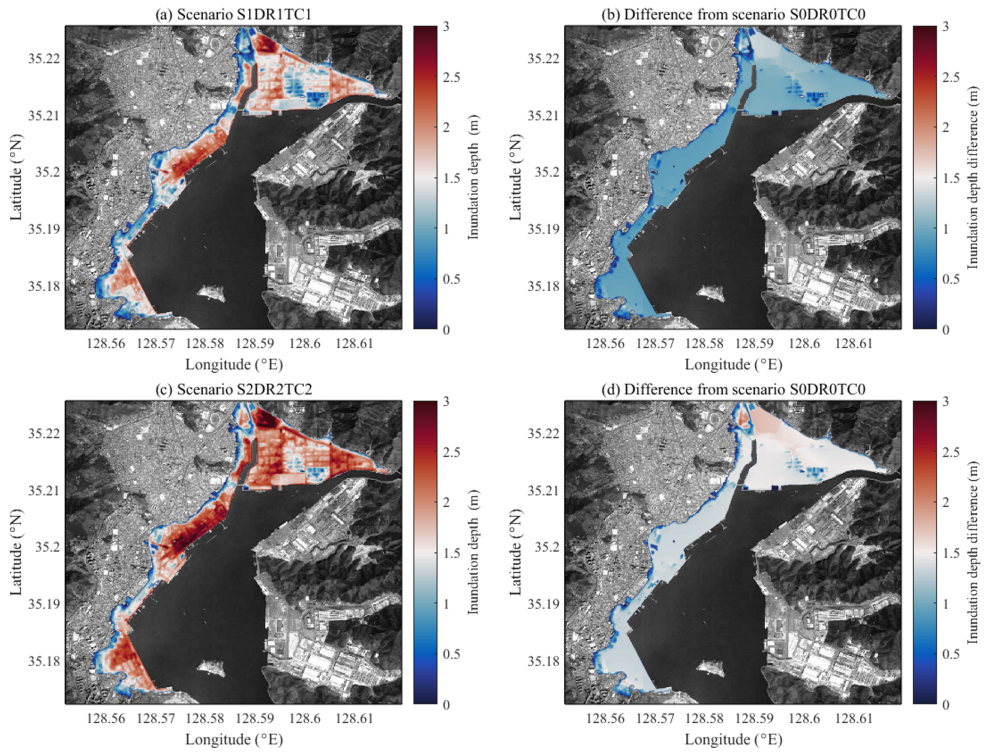 (a) Scenario S1DR1TC1
35.22
35.21
35.2
35.19
35.18
Latitude (°N)
128.56 128.57 128.58 128.59 128.6 128.61
Longitude (°E)
3
2.5
2
1.5
1
0.5
0
Inundation depth (m)
(b) Difference from scenario S0DR0TC0
35.22
35.21
35.2
35.19
35.18
Latitude (°N)
128.56 128.57 128.58 128.59 128.6 128.61
Longitude (°E)
3
2.5
2
1.5
1
0.5
0
Inundation depth difference (m)
(c) Scenario S2DR2TC2
35.22
35.21
35.2
35.19
35.18
Latitude (°N)
128.56 128.57 128.58 128.59 128.6 128.61
Longitude (°E)
3
2.5
2
1.5
1
0.5
0
Inundation depth (m)
(d) Difference from scenario S0DR0TC0
35.22
35.21
35.2
35.19
35.18
Latitude (°N)
128.56 128.57 128.58 128.59 128.6 128.61
Longitude (°E)
3
2.5
2
1.5
1
0.5
0
Inundation depth difference (m)